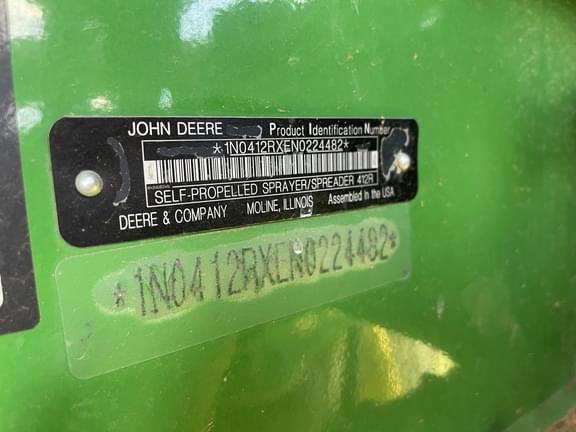 JOHN DEERE Product Identification Number
*1N0412RXEN0224482*
SELF-PROPELLED SPRAYER/SPREADER 412R
DEERE & COMPANY MOLINE, ILLINOIS Assembled in the USA
*1N0412RXEN0224482*